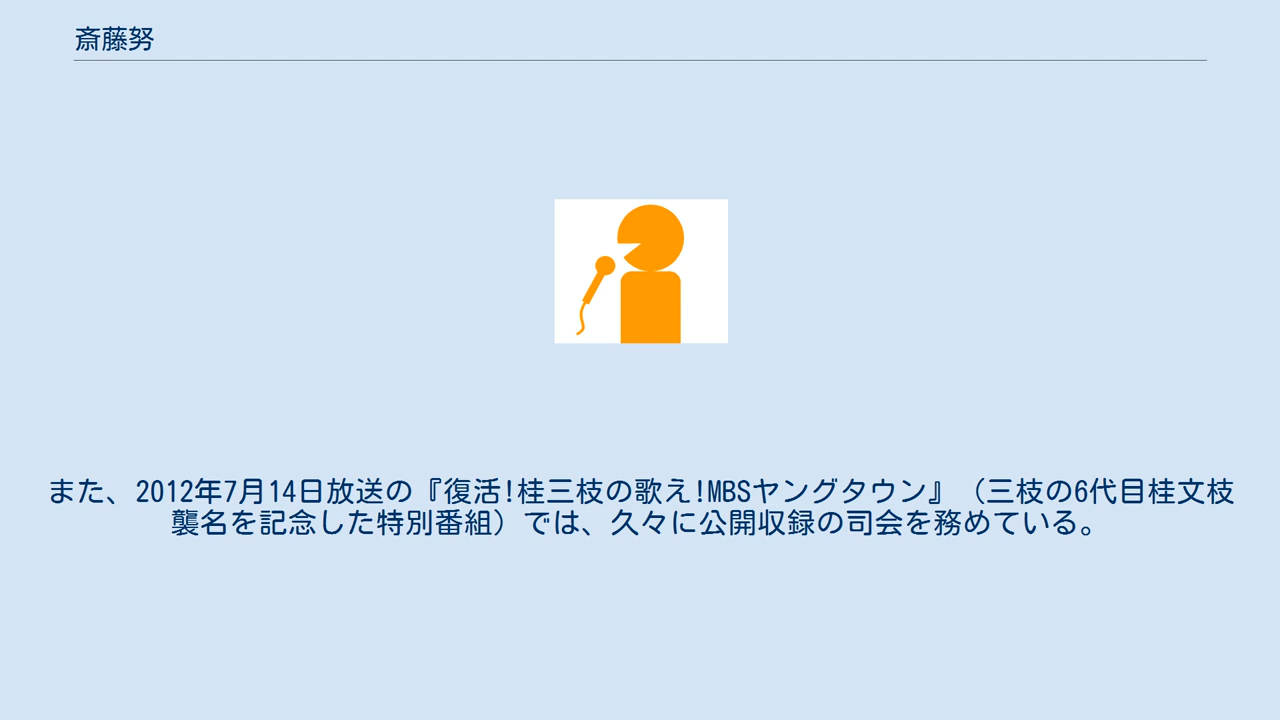 斎藤努
また、2012年7月14日放送の『復活!桂三枝の歌え!MBSヤングタウン』（三枝の6代目桂文枝
襲名を記念した特別番組）では、久々に公開収録の司会を務めている。